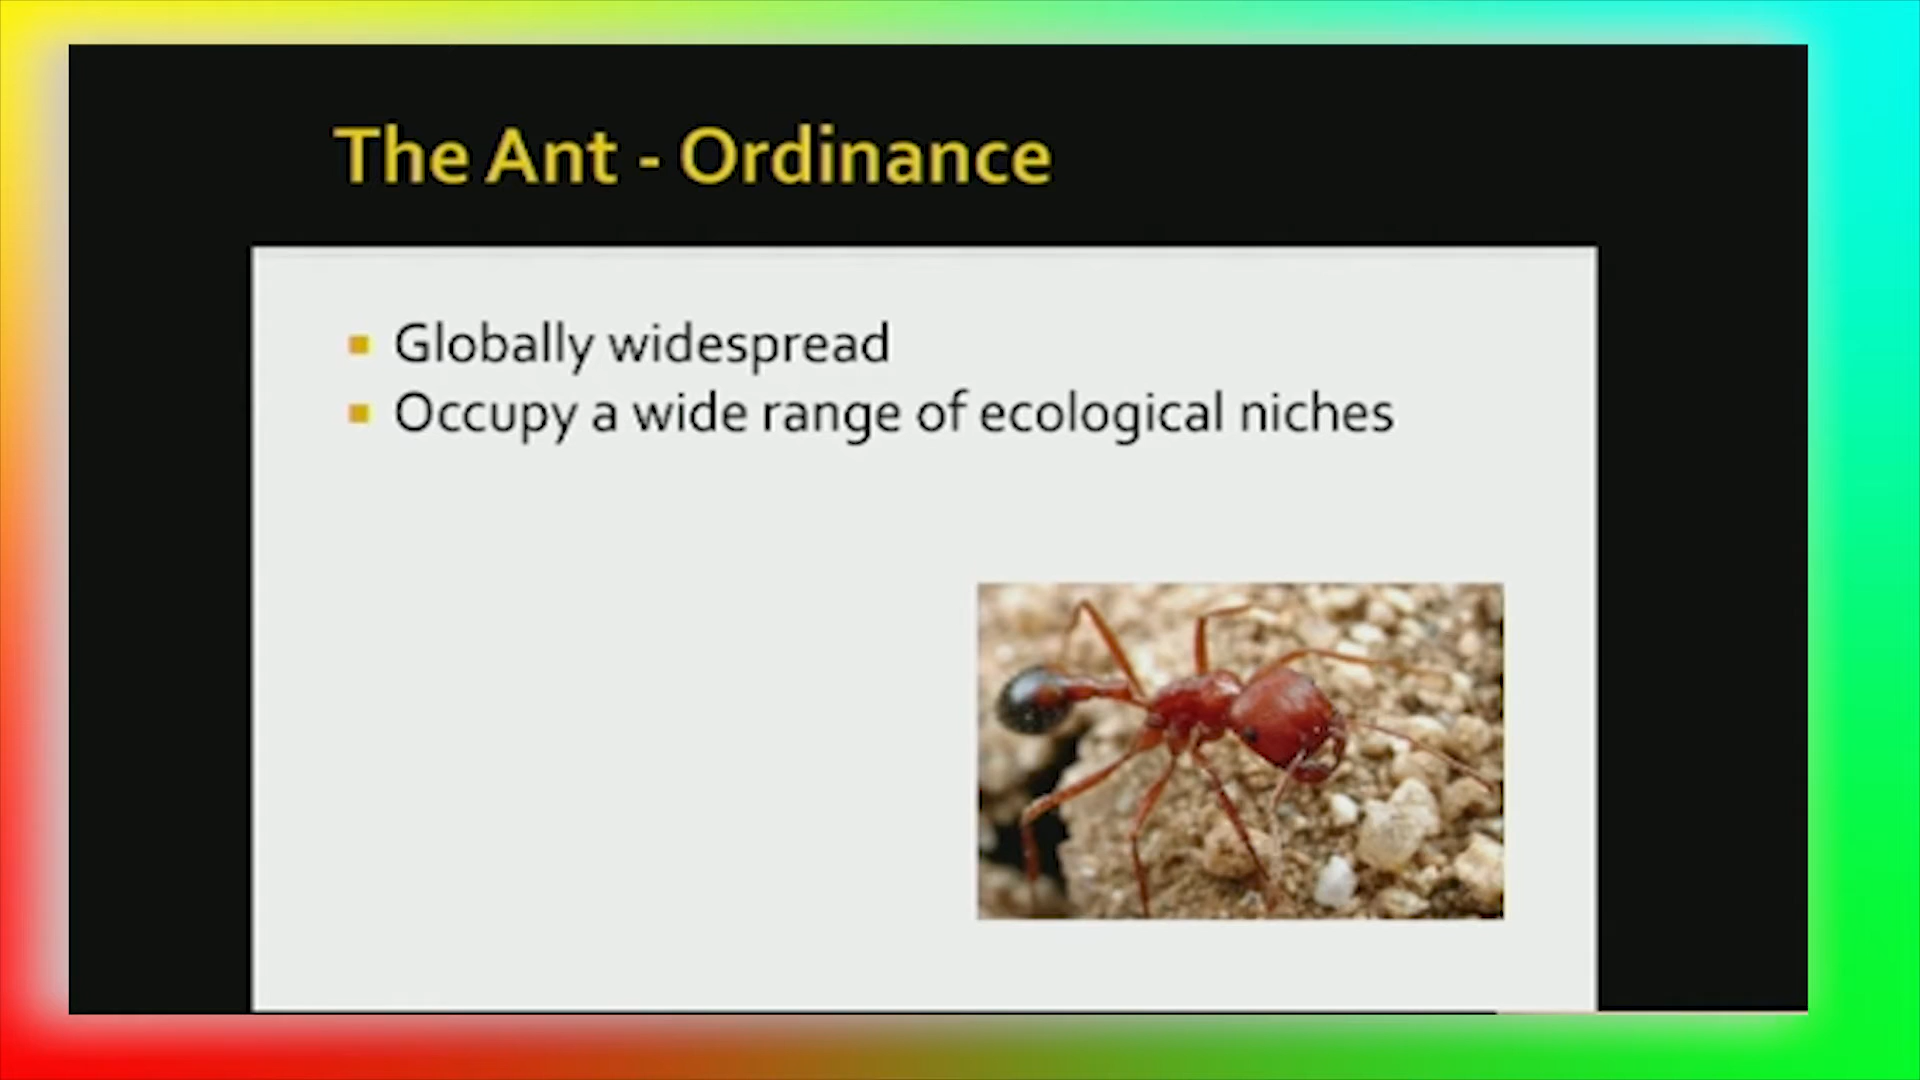 The Ant - Ordinance
Globally widespread
Occupy a wide range of ecological niches